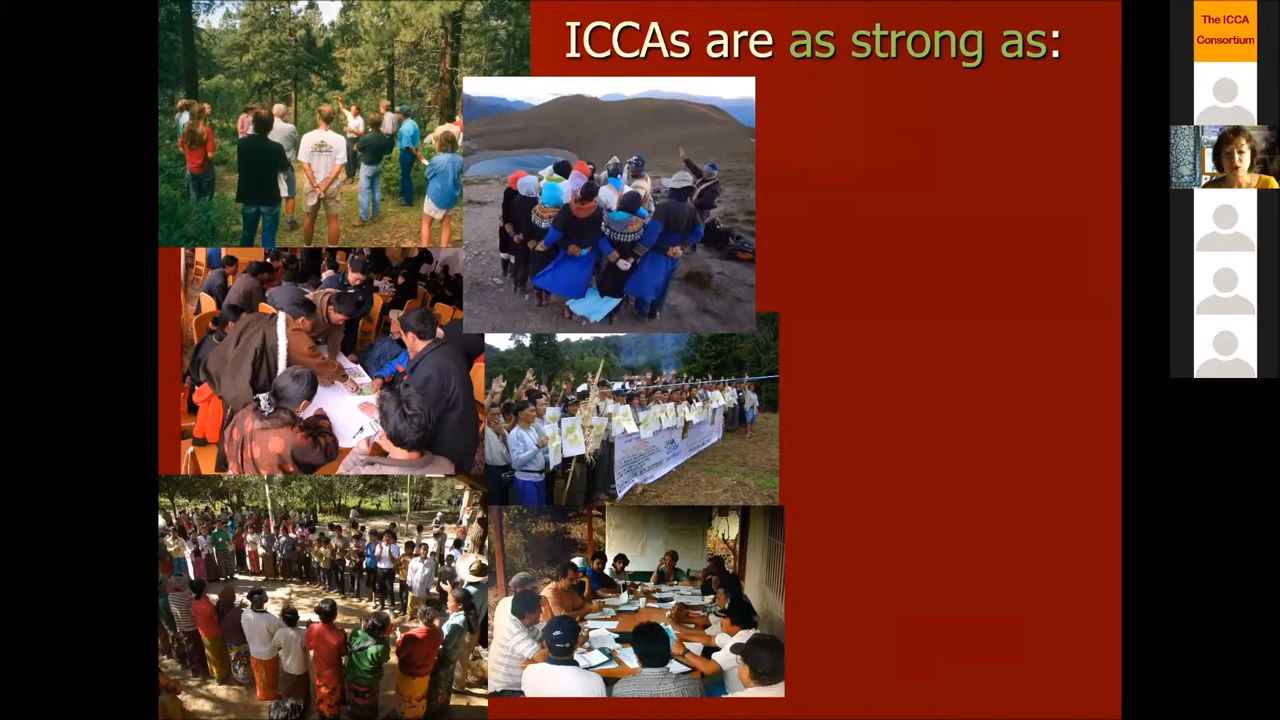 ICCAs are as strong as:
The ICCA
Consortium